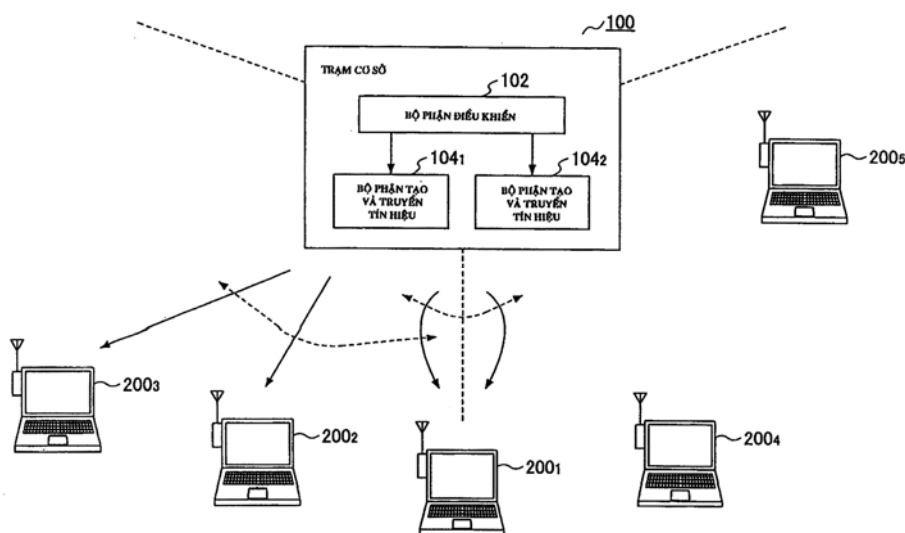 100
TRẠM CƠ SỞ
102
BỘ PHẬN ĐIỀU KHIỂN
104₁
104₂
BỘ PHẬN TẠO
VÀ TRUYỀN
TÍN HIỆU
BỘ PHẬN TẠO
VÀ TRUYỀN
TÍN HIỆU
200₅
200₃
200₂
200₁
200₄